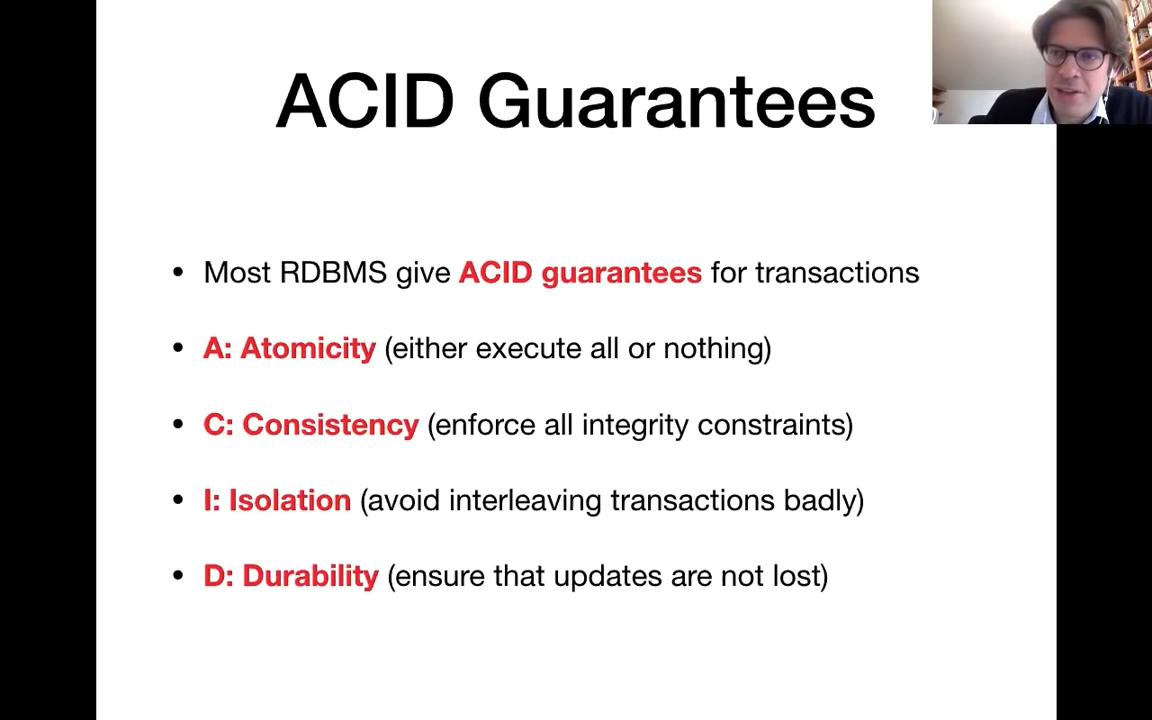 ACID Guarantees
• Most RDBMS give ACID guarantees for transactions
• A: Atomicity (either execute all or nothing)
• C: Consistency (enforce all integrity constraints)
• I: Isolation (avoid interleaving transactions badly)
• D: Durability (ensure that updates are not lost)